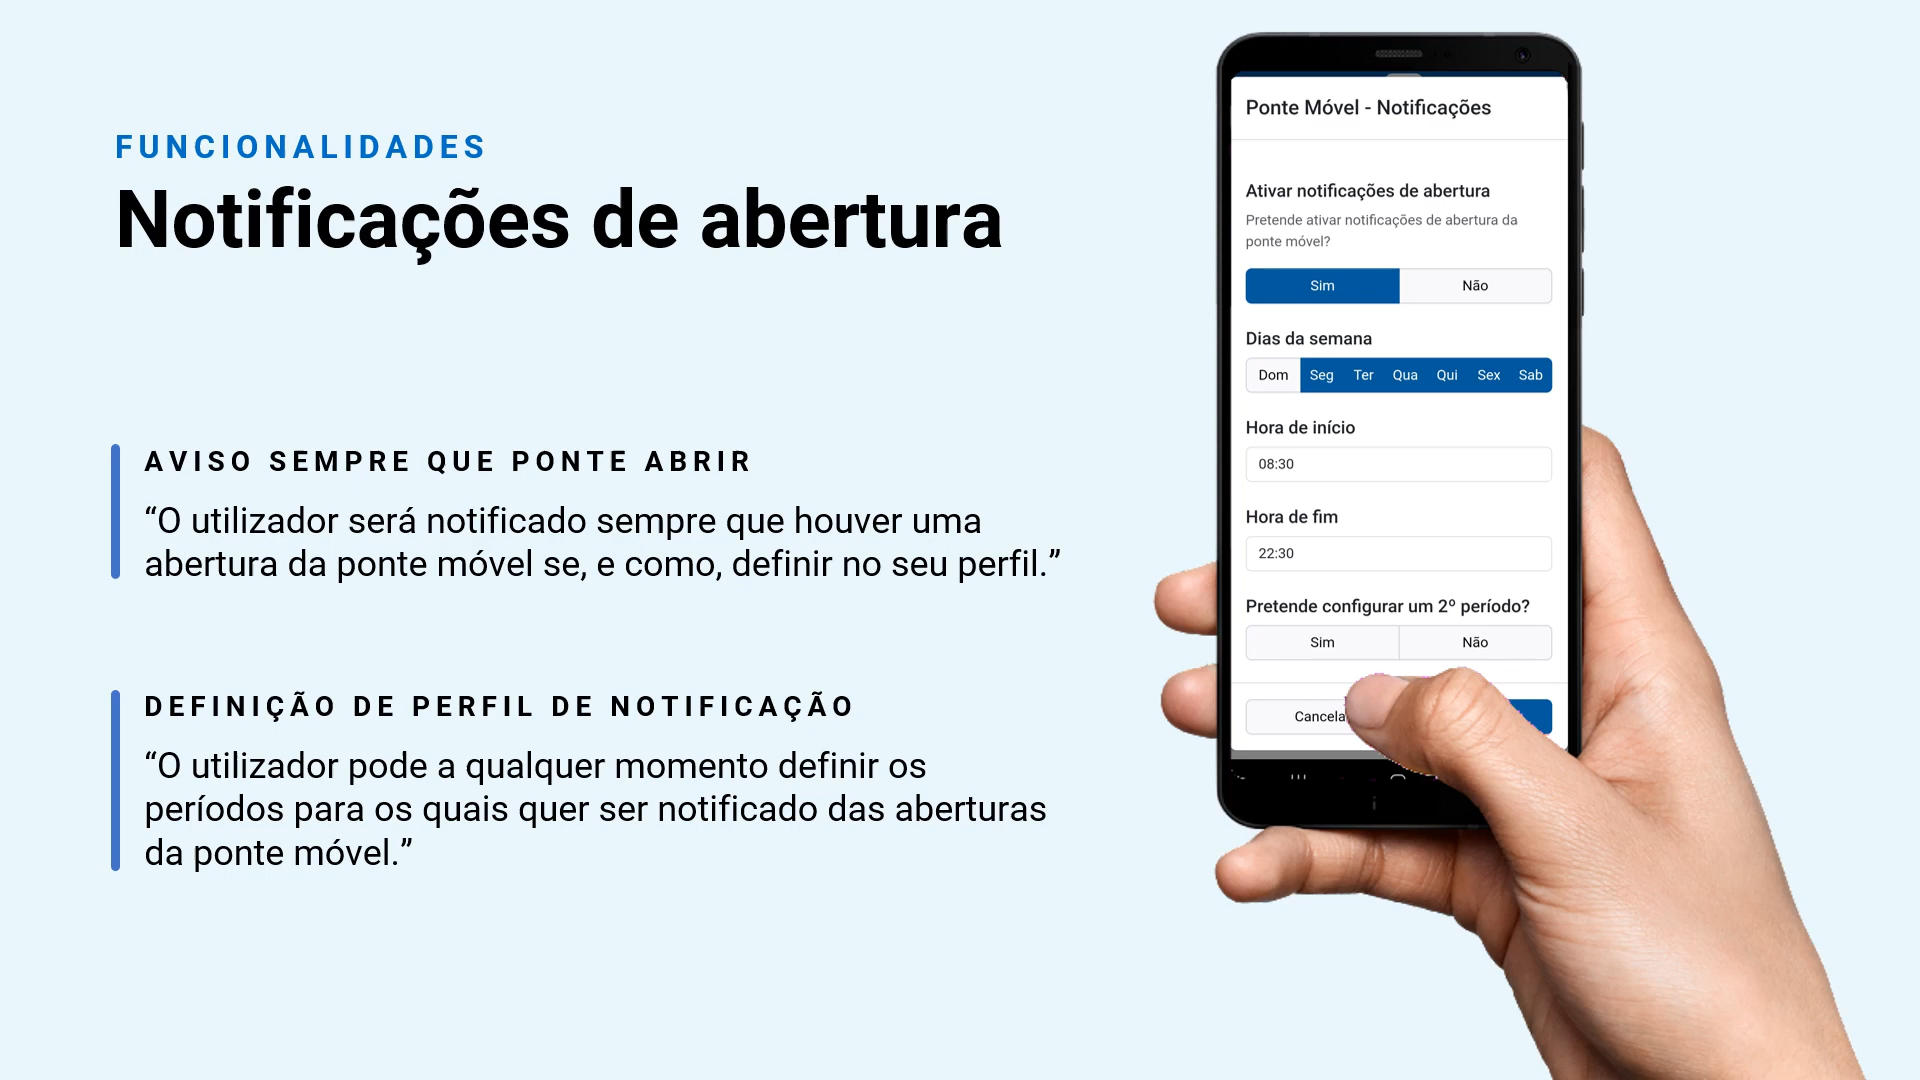 FUNCIONALIDADES
Notificações de abertura
AVISO SEMPRE QUE PONTE ABRIR
“O utilizador será notificado sempre que houver uma
abertura da ponte móvel se, e como, definir no seu perfil.”
DEFINIÇÃO DE PERFIL DE NOTIFICAÇÃO
“O utilizador pode a qualquer momento definir os
períodos para os quais quer ser notificado das aberturas
da ponte móvel.”
Ponte Móvel - Notificações
Ativar notificações de abertura
Pretende ativar notificações de abertura da
ponte móvel?
Sim Não
Dias da semana
Dom Seg Ter Qua Qui Sex Sab
Hora de início
08:30
Hora de fim
22:30
Pretende configurar um 2º período?
Sim Não
Cancela